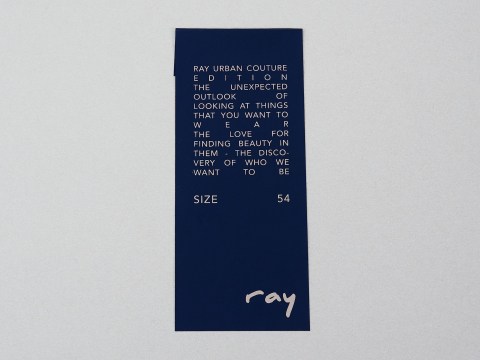 RAY URBAN COUTURE
EDITION
THE UNEXPECTED
OUTLOOK OF
LOOKING AT THINGS
THAT YOU WANT TO
WEAR
THE LOVE FOR
FINDING BEAUTY IN
THEM - THE DISCO-
VERY OF WHO WE
WANT TO BE
SIZE 54
ray